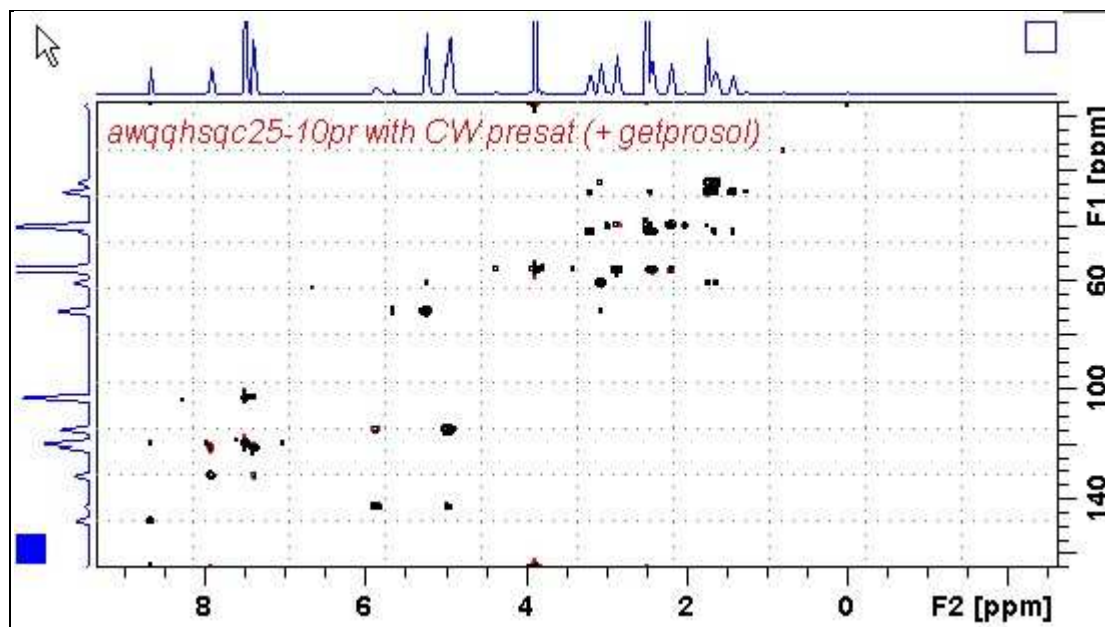 awqqhsqc25-10pr with CW presat (+ getprosol)
F1 [ppm]
60
100
140
8
6
4
2
0
F2 [ppm]